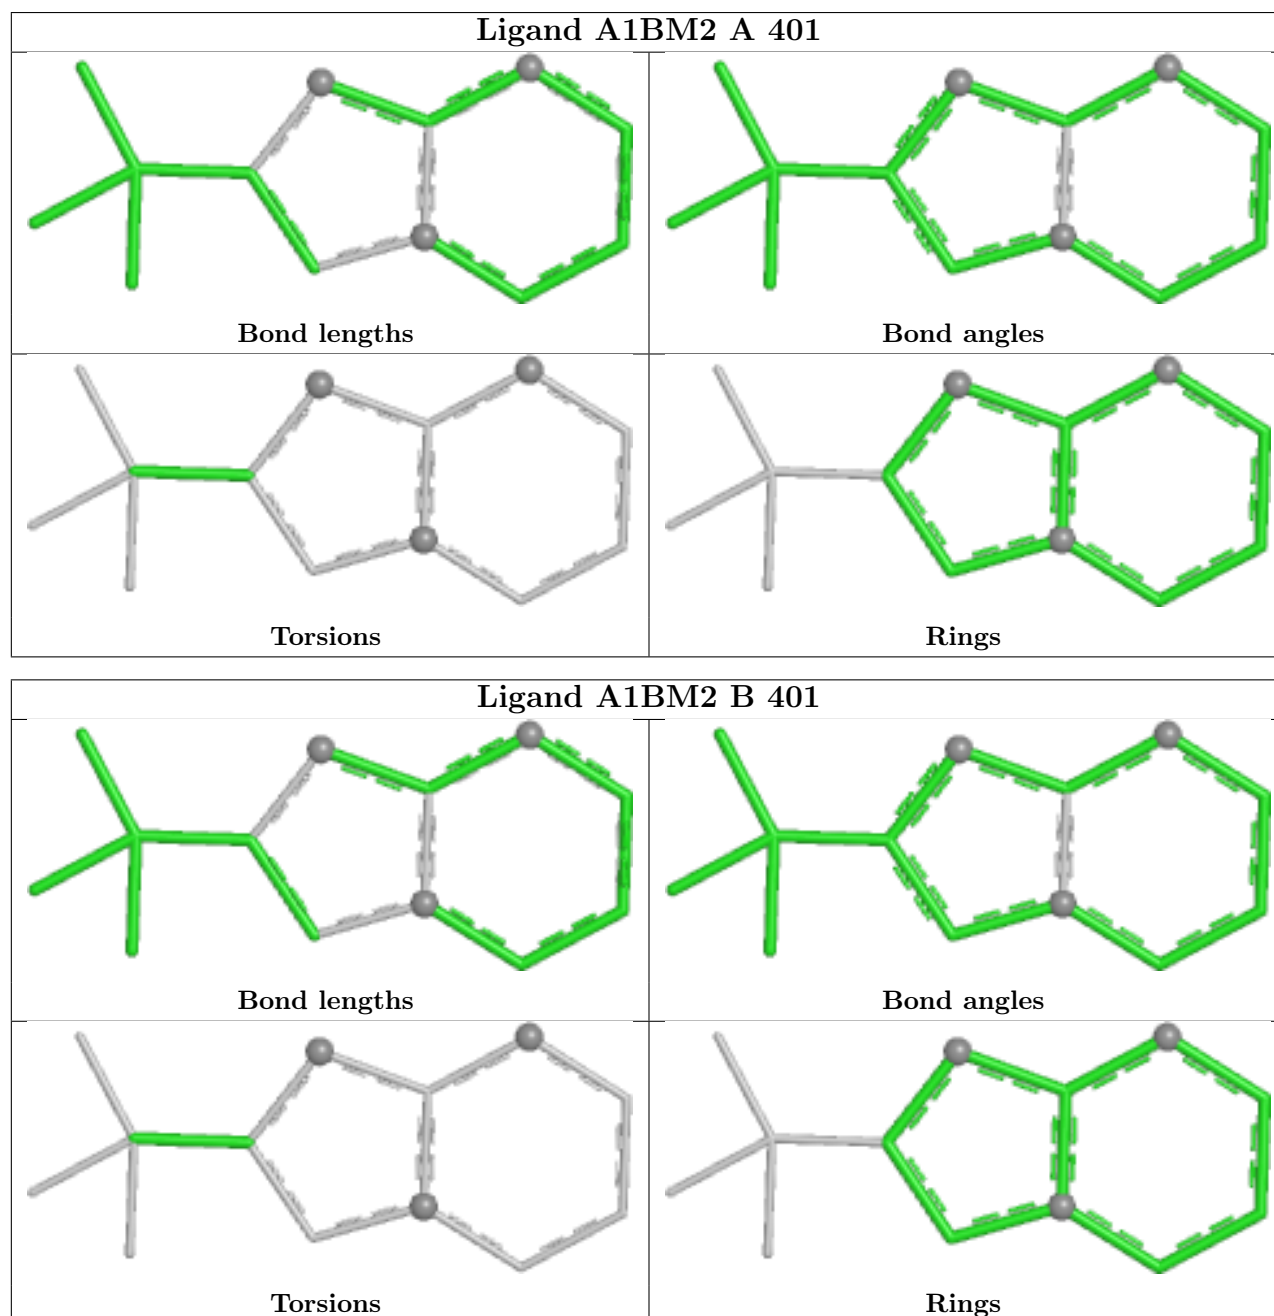 Ligand A1BM2 A 401
Bond lengths
Bond angles
Torsions
Rings
Ligand A1BM2 B 401
Bond lengths
Bond angles
Torsions
Rings